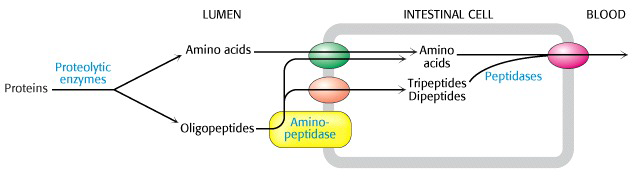 LUMEN
INTESTINAL CELL
BLOOD
Proteins
Proteolytic
enzymes
Amino acids
Oligopeptides
Amino-
peptidase
Amino
acids
Tripeptides
Dipeptides
Peptidases